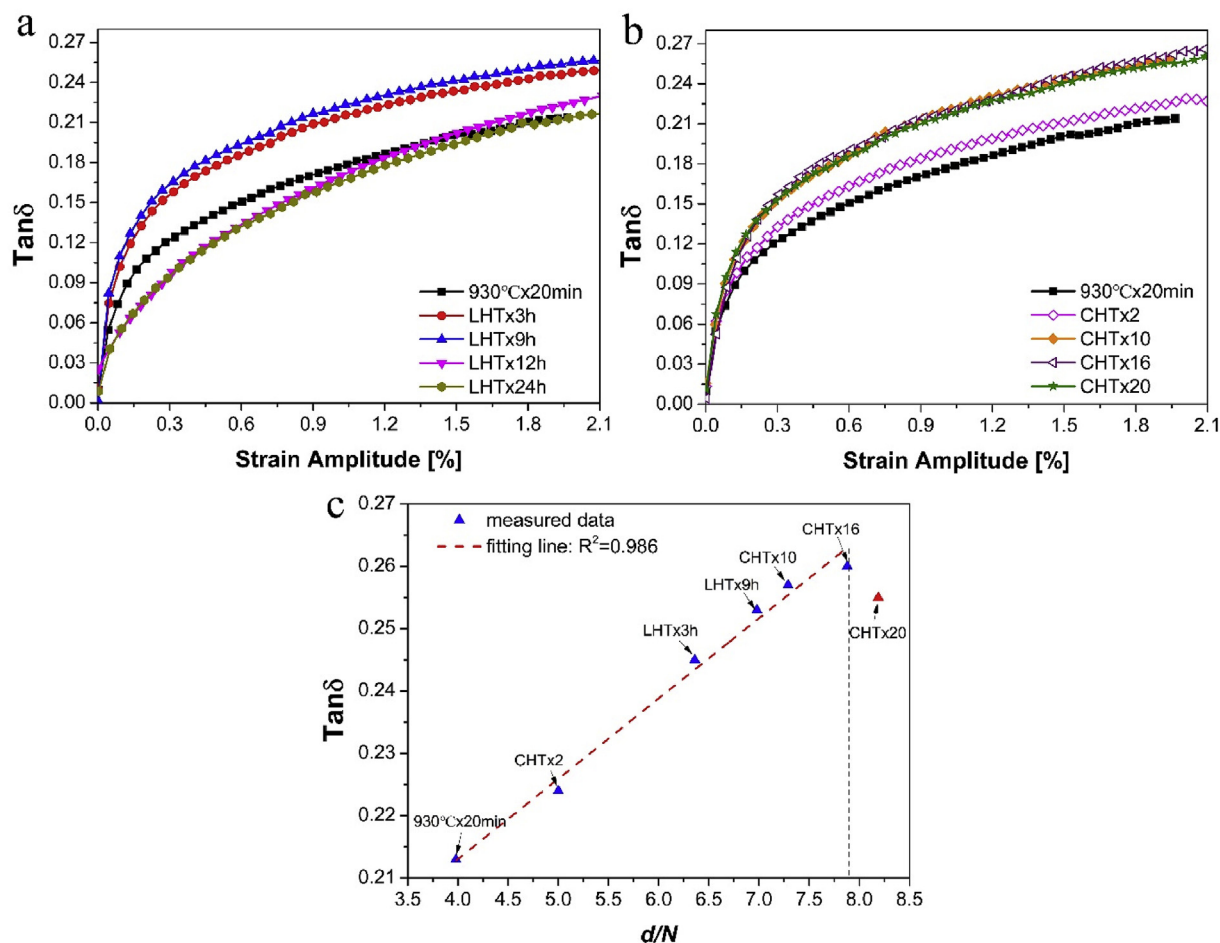 a
0.27
0.24
0.21
0.18
0.15
0.12
0.09
0.06
0.03
0.00
Tanδ
930℃x20min
LHTx3h
LHTx9h
LHTx12h
LHTx24h
0.0 0.3 0.6 0.9 1.2 1.5 1.8 2.1
Strain Amplitude [%]
b
0.27
0.24
0.21
0.18
0.15
0.12
0.09
0.06
0.03
0.00
Tanδ
930℃x20min
CHTx2
CHTx10
CHTx16
CHTx20
0.0 0.3 0.6 0.9 1.2 1.5 1.8 2.1
Strain Amplitude [%]
c
0.27
0.26
0.25
0.24
0.23
0.22
0.21
Tanδ
measured data
fitting line: R²=0.986
CHTx16
CHTx10
LHTx9h
CHTx20
LHTx3h
CHTx2
930℃x20min
3.5 4.0 4.5 5.0 5.5 6.0 6.5 7.0 7.5 8.0 8.5
d/N